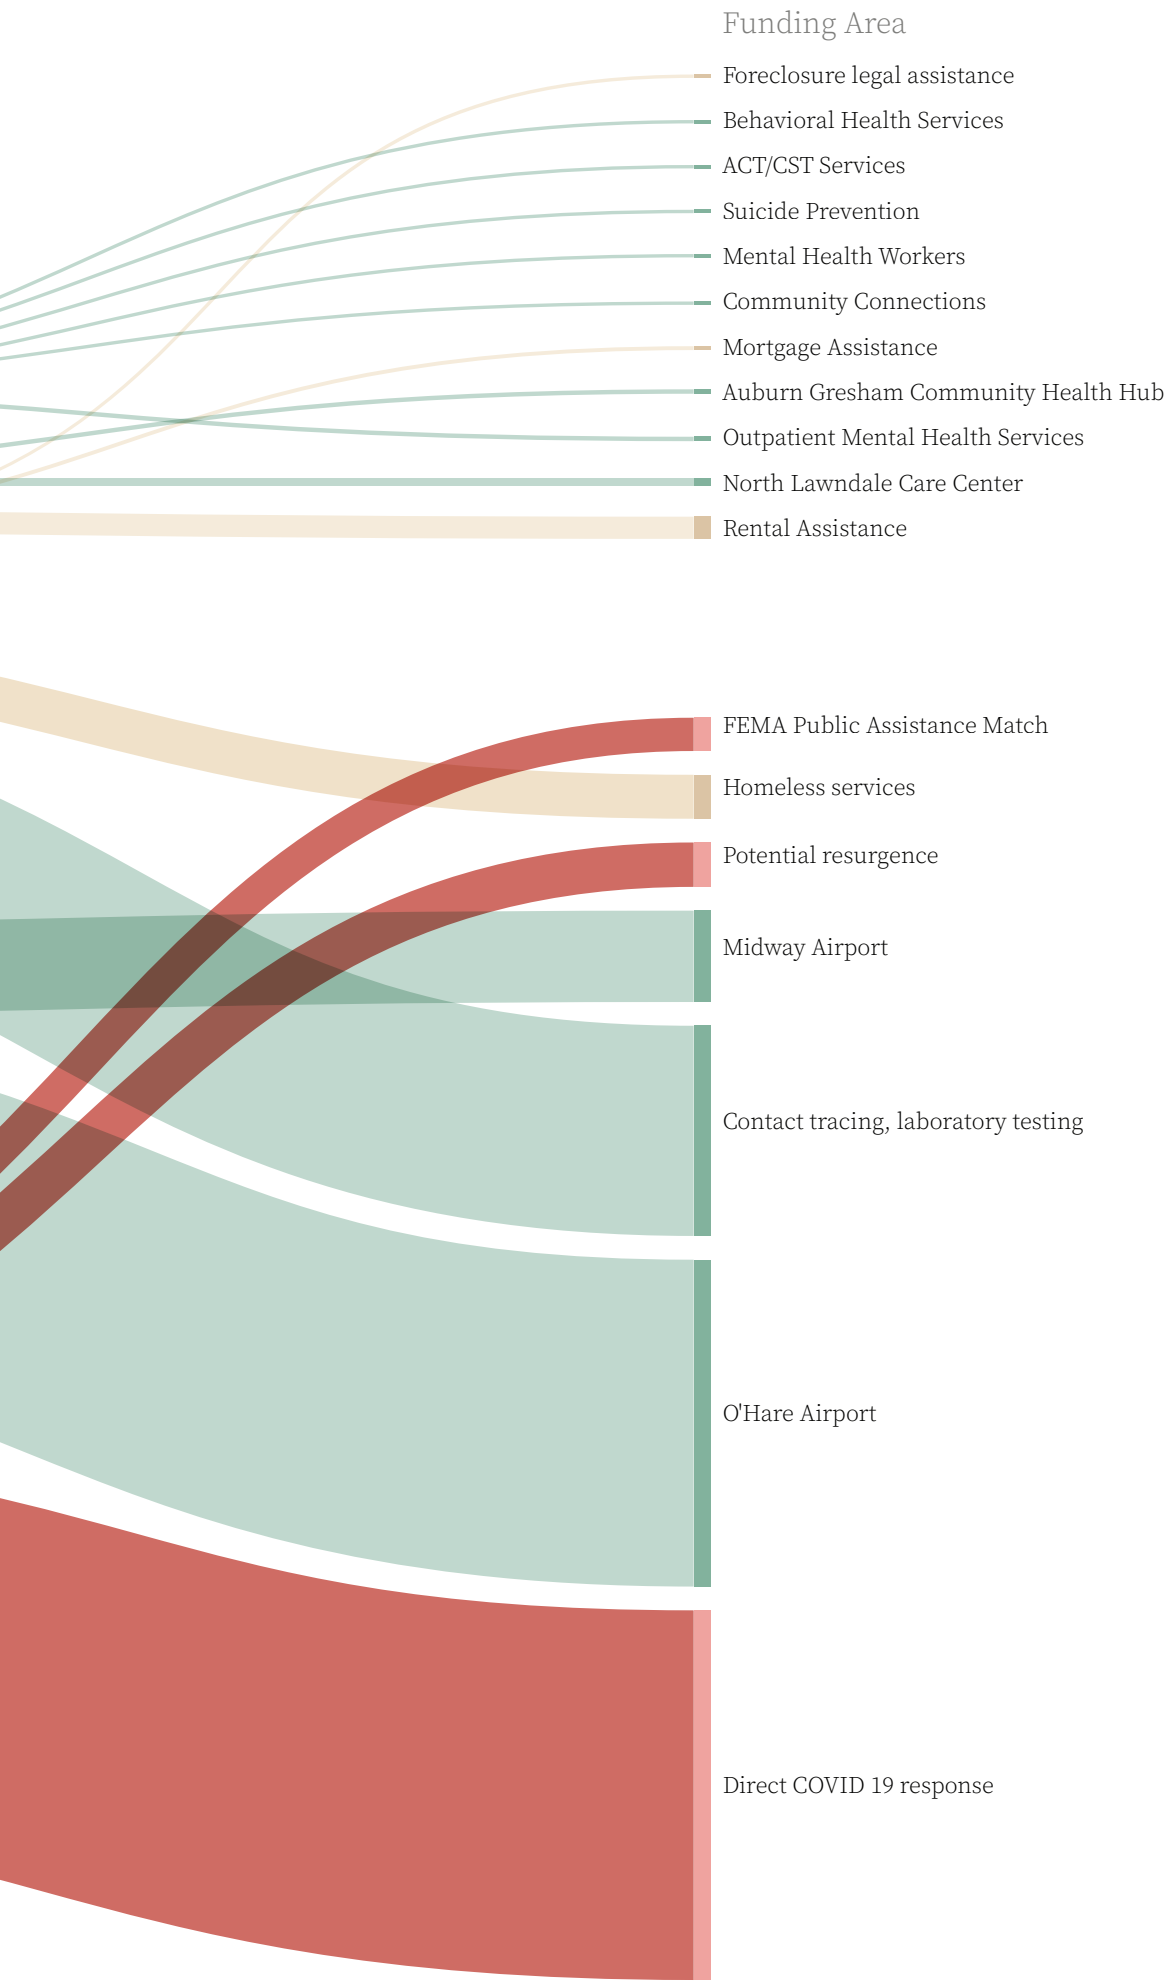 Funding Area
Foreclosure legal assistance
Behavioral Health Services
ACT/CST Services
Suicide Prevention
Mental Health Workers
Community Connections
Mortgage Assistance
Auburn Gresham Community Health Hub
Outpatient Mental Health Services
North Lawndale Care Center
Rental Assistance
FEMA Public Assistance Match
Homeless services
Potential resurgence
Midway Airport
Contact tracing, laboratory testing
O'Hare Airport
Direct COVID 19 response